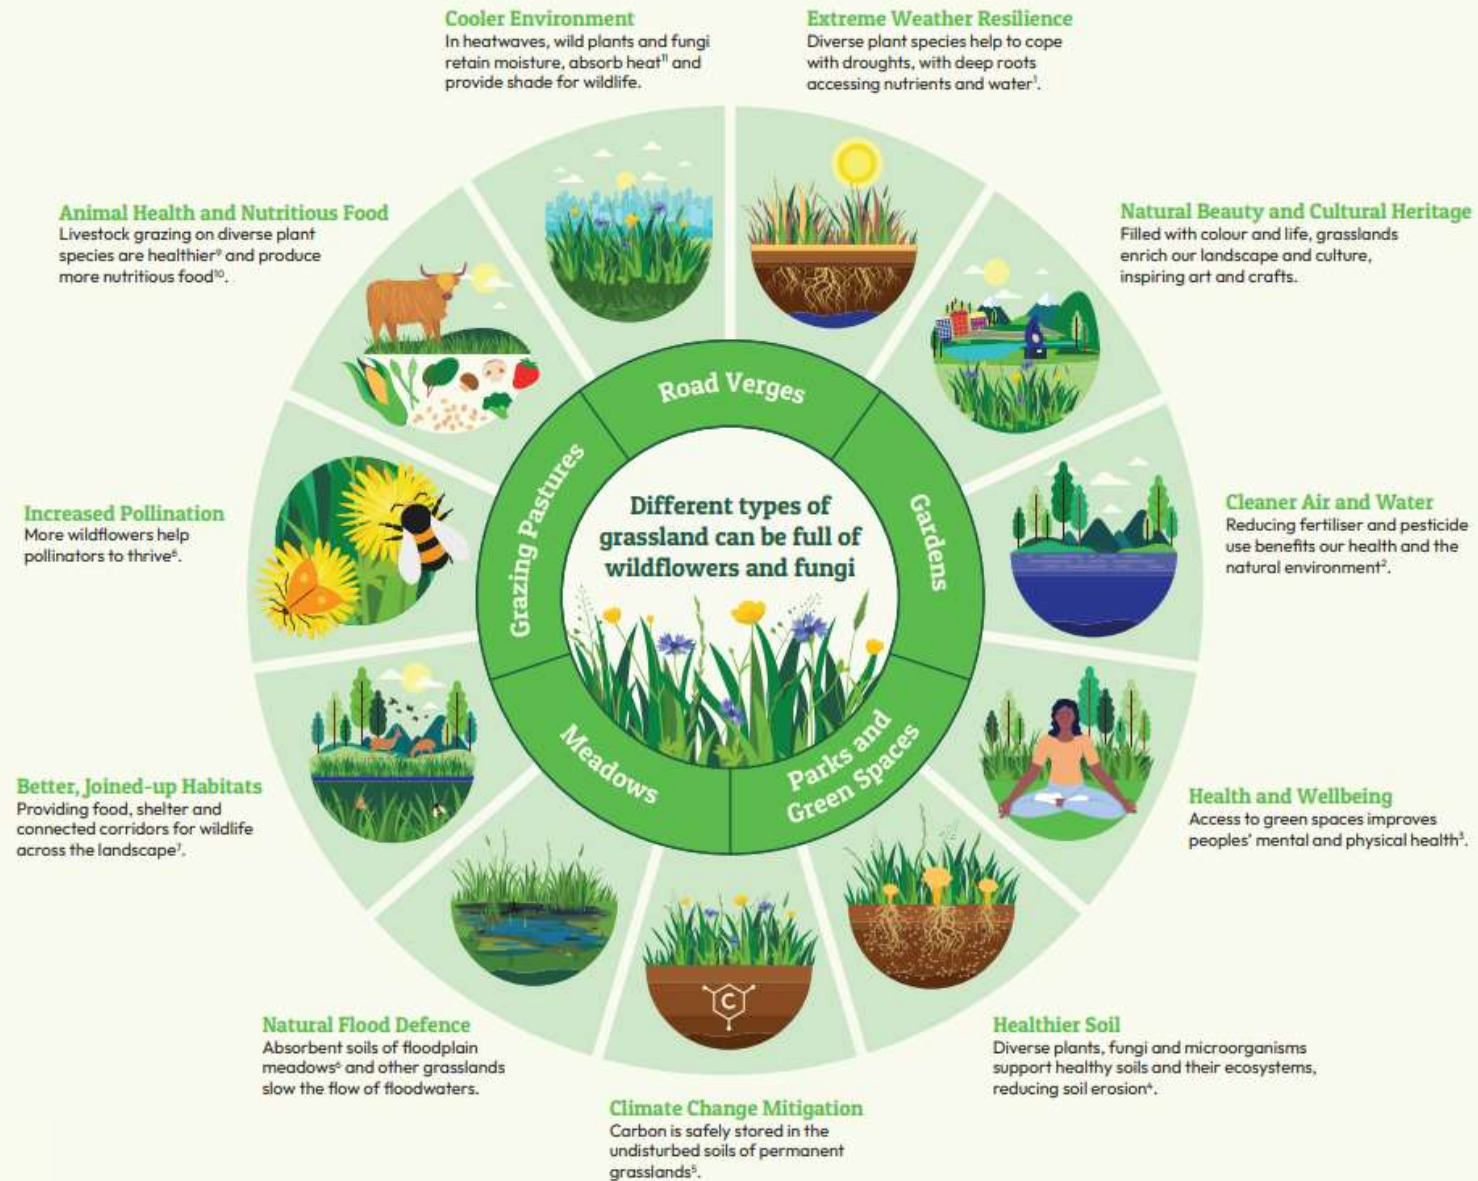 Cooler Environment
In heatwaves, wild plants and fungi
retain moisture, absorb heat¹¹ and
provide shade for wildlife.
Extreme Weather Resilience
Diverse plant species help to cope
with droughts, with deep roots
accessing nutrients and water¹.
Natural Beauty and Cultural Heritage
Filled with colour and life, grasslands
enrich our landscape and culture,
inspiring art and crafts.
Cleaner Air and Water
Reducing fertiliser and pesticide
use benefits our health and the
natural environment².
Health and Wellbeing
Access to green spaces improves
peoples' mental and physical health³.
Healthier Soil
Diverse plants, fungi and microorganisms
support healthy soils and their ecosystems,
reducing soil erosion⁴.
Climate Change Mitigation
Carbon is safely stored in the
undisturbed soils of permanent
grasslands⁵.
Natural Flood Defence
Absorbent soils of floodplain
meadows⁶ and other grasslands
slow the flow of floodwaters.
Better, Joined-up Habitats
Providing food, shelter and
connected corridors for wildlife
across the landscape⁷.
Increased Pollination
More wildflowers help
pollinators to thrive⁸.
Animal Health and Nutritious Food
Livestock grazing on diverse plant
species are healthier⁹ and produce
more nutritious food¹⁰.
Road Verges
Gardens
Parks and
Green Spaces
Meadows
Grazing Pastures
Different types of
grassland can be full of
wildflowers and fungi
C